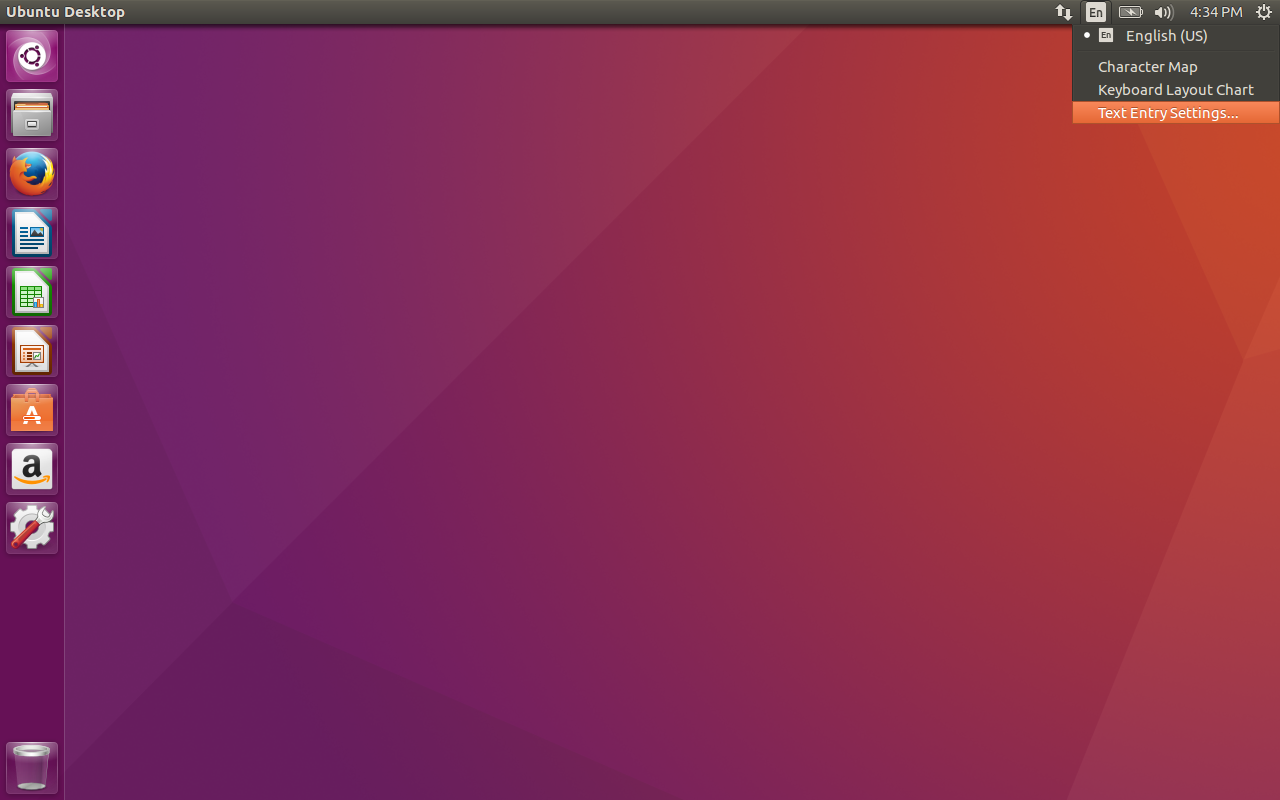 Ubuntu Desktop
En
4:34 PM
En English (US)
Character Map
Keyboard Layout Chart
Text Entry Settings...
a